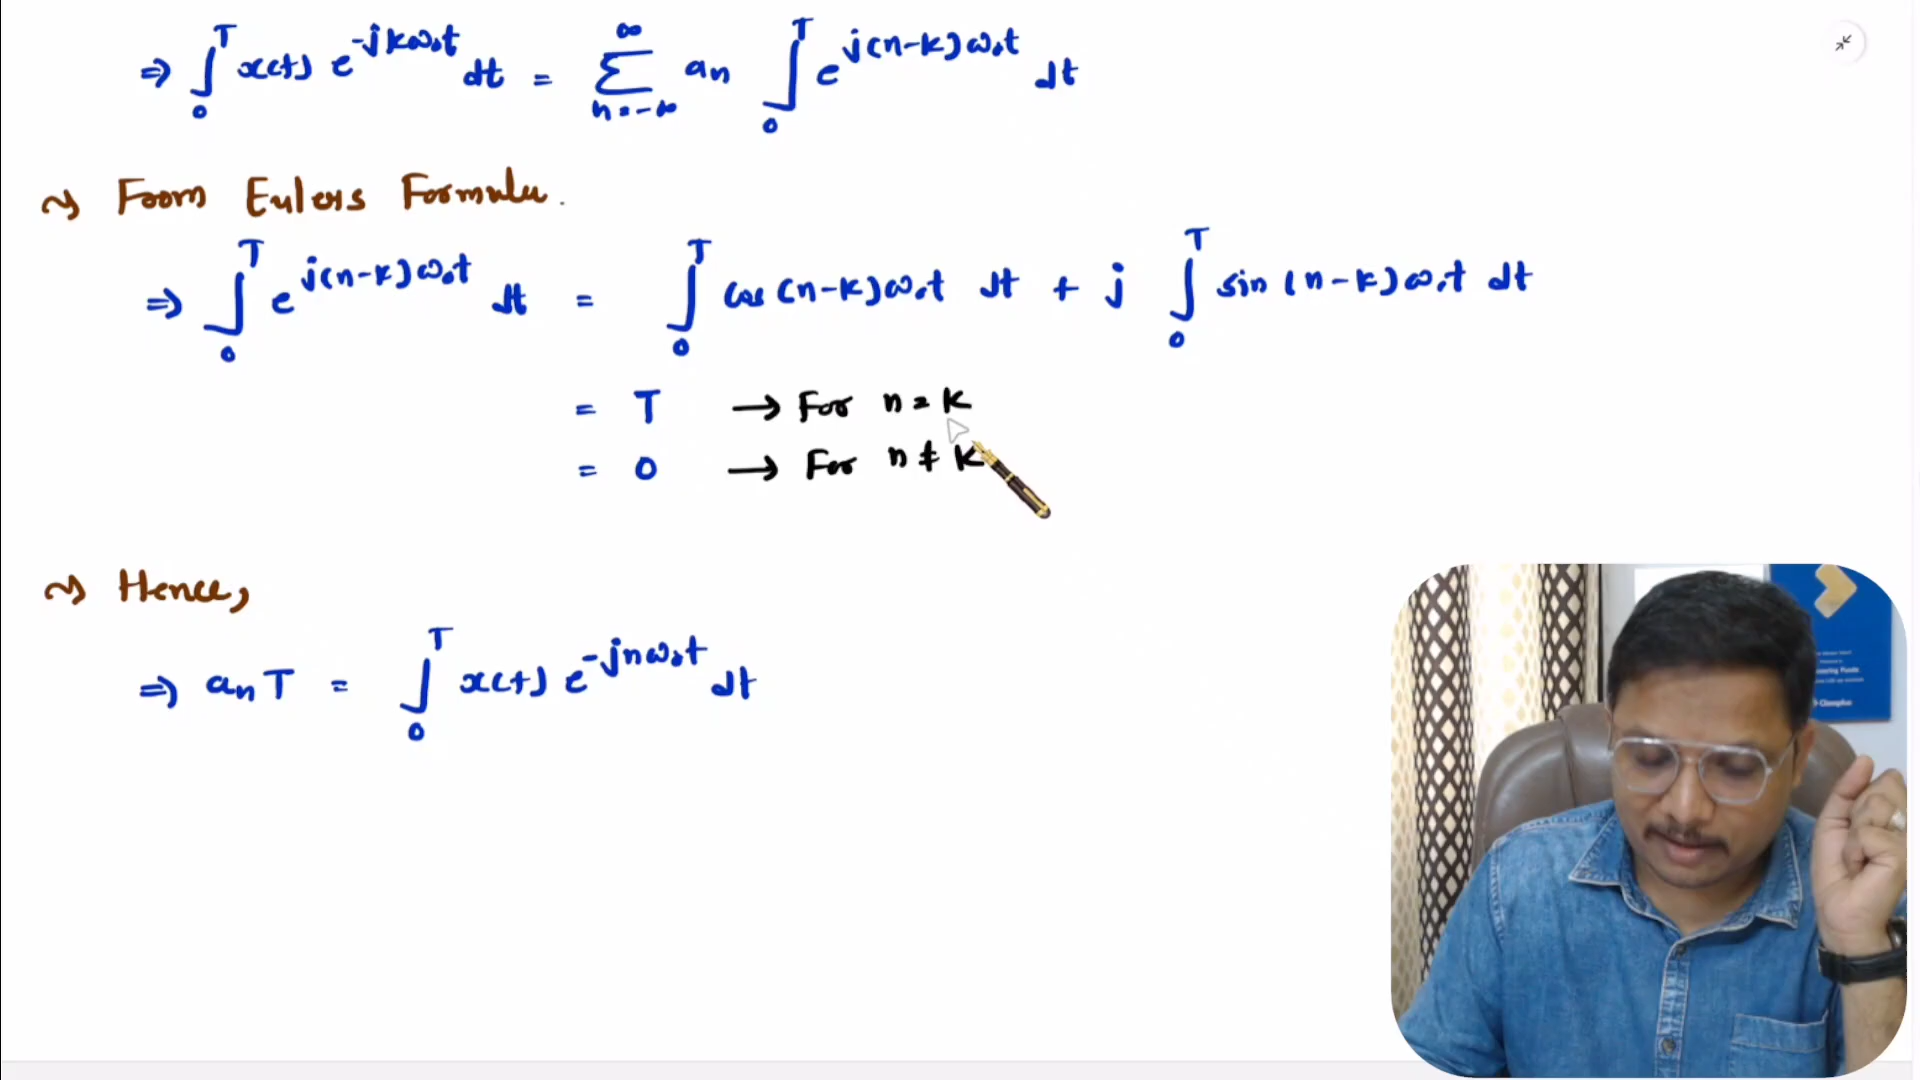 ⇒ ∫₀ᵀ x(t) e^{-jkω₀t} dt = ∑_{n=-∞}^{∞} aₙ ∫₀ᵀ e^{j(n-k)ω₀t} dt
~> From Eulers Formula.
⇒ ∫₀ᵀ e^{j(n-k)ω₀t} dt = ∫₀ᵀ cos(n-k)ω₀t dt + j ∫₀ᵀ sin(n-k)ω₀t dt
= T → For n = k
= 0 → For n ≠ k
~> Hence,
⇒ aₙT = ∫₀ᵀ x(t) e^{-jnω₀t} dt